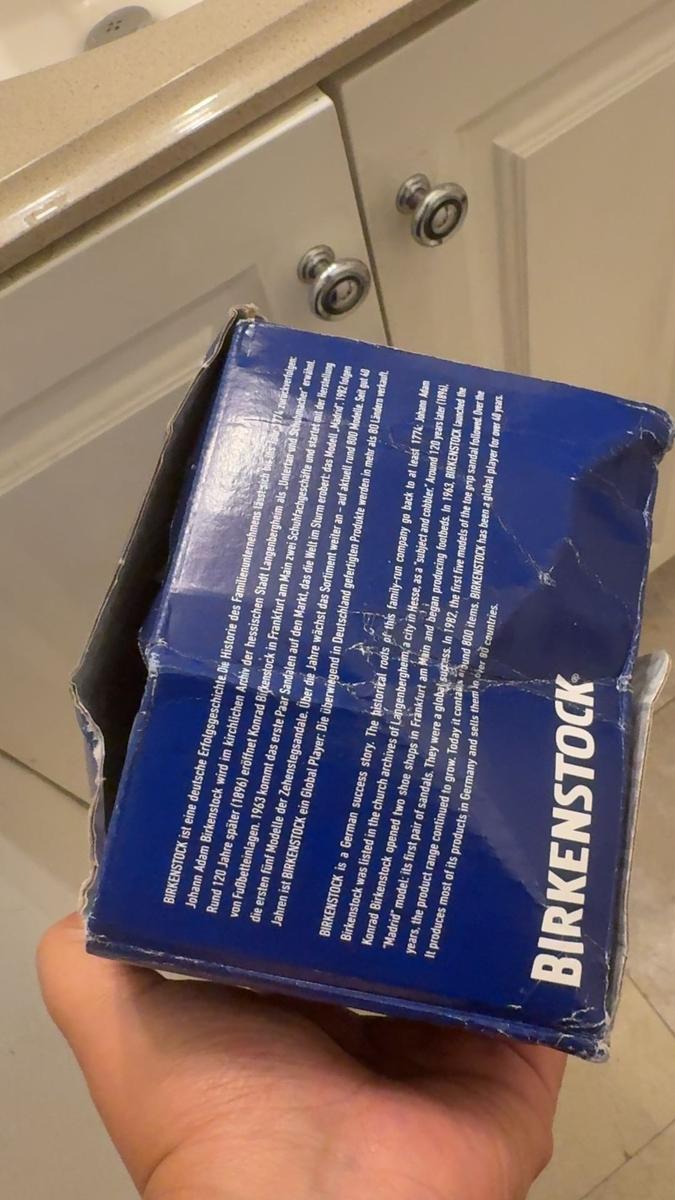 BIRKENSTOCK ist eine deutsche Erfolgsgeschichte. Die Historie des Familienunternehmens lässt sich bis 1774 zurückverfolgen:
Johann Adam Birkenstock wird im kirchlichen Archiv der hessischen Stadt Langenbergheim als „Untertan und Schuhmacher" erwähnt.
Rund 120 Jahre später (1896) eröffnet Konrad Birkenstock in Frankfurt am Main zwei Schuhfachgeschäfte und startet mit der Herstellung
von Fußbetteinlagen. 1963 kommt das erste Paar Sandalen auf den Markt, das die Welt im Sturm erobert: das Modell „Madrid". 1982 folgen
die ersten fünf Modelle der Zehenstegsandale. Über die Jahre wächst das Sortiment weiter an – auf aktuell rund 800 Modelle. Seit gut 40
Jahren ist BIRKENSTOCK ein Global Player: Die überwiegend in Deutschland gefertigten Produkte werden in mehr als 80 Ländern verkauft.
BIRKENSTOCK is a German success story. The historical roots of this family-run company go back to at least 1774: Johann Adam
Birkenstock was listed in the church archives of Langenbergheim, a city in Hesse, as a "subject and cobbler." Around 120 years later (1896),
Konrad Birkenstock opened two shoe shops in Frankfurt am Main and began producing footbeds. In 1963, BIRKENSTOCK launched the
"Madrid" model: its first pair of sandals. They were a global success. In 1982, the first five models of the toe grip sandal followed. Over the
years, the product range continued to grow. Today it contains around 800 items. BIRKENSTOCK has been a global player for over 40 years.
It produces most of its products in Germany and sells them in over 80 countries.
BIRKENSTOCK®